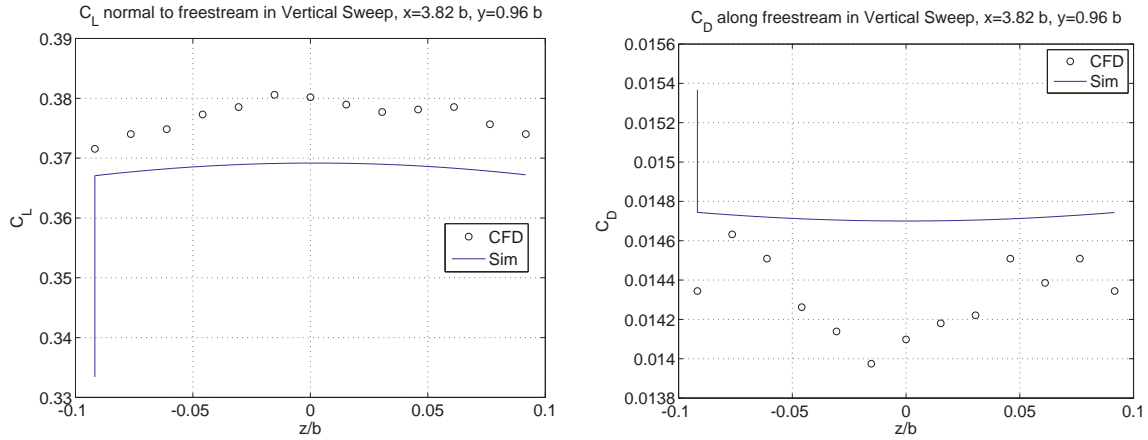 C_L normal to freestream in Vertical Sweep, x=3.82 b, y=0.96 b
0.39
0.38
0.37
0.36
0.35
0.34
0.33
C_L
-0.1
-0.05
0
0.05
0.1
z/b
CFD
Sim
C_D along freestream in Vertical Sweep, x=3.82 b, y=0.96 b
0.0156
0.0154
0.0152
0.015
0.0148
0.0146
0.0144
0.0142
0.014
0.0138
C_D
-0.1
-0.05
0
0.05
0.1
z/b
CFD
Sim